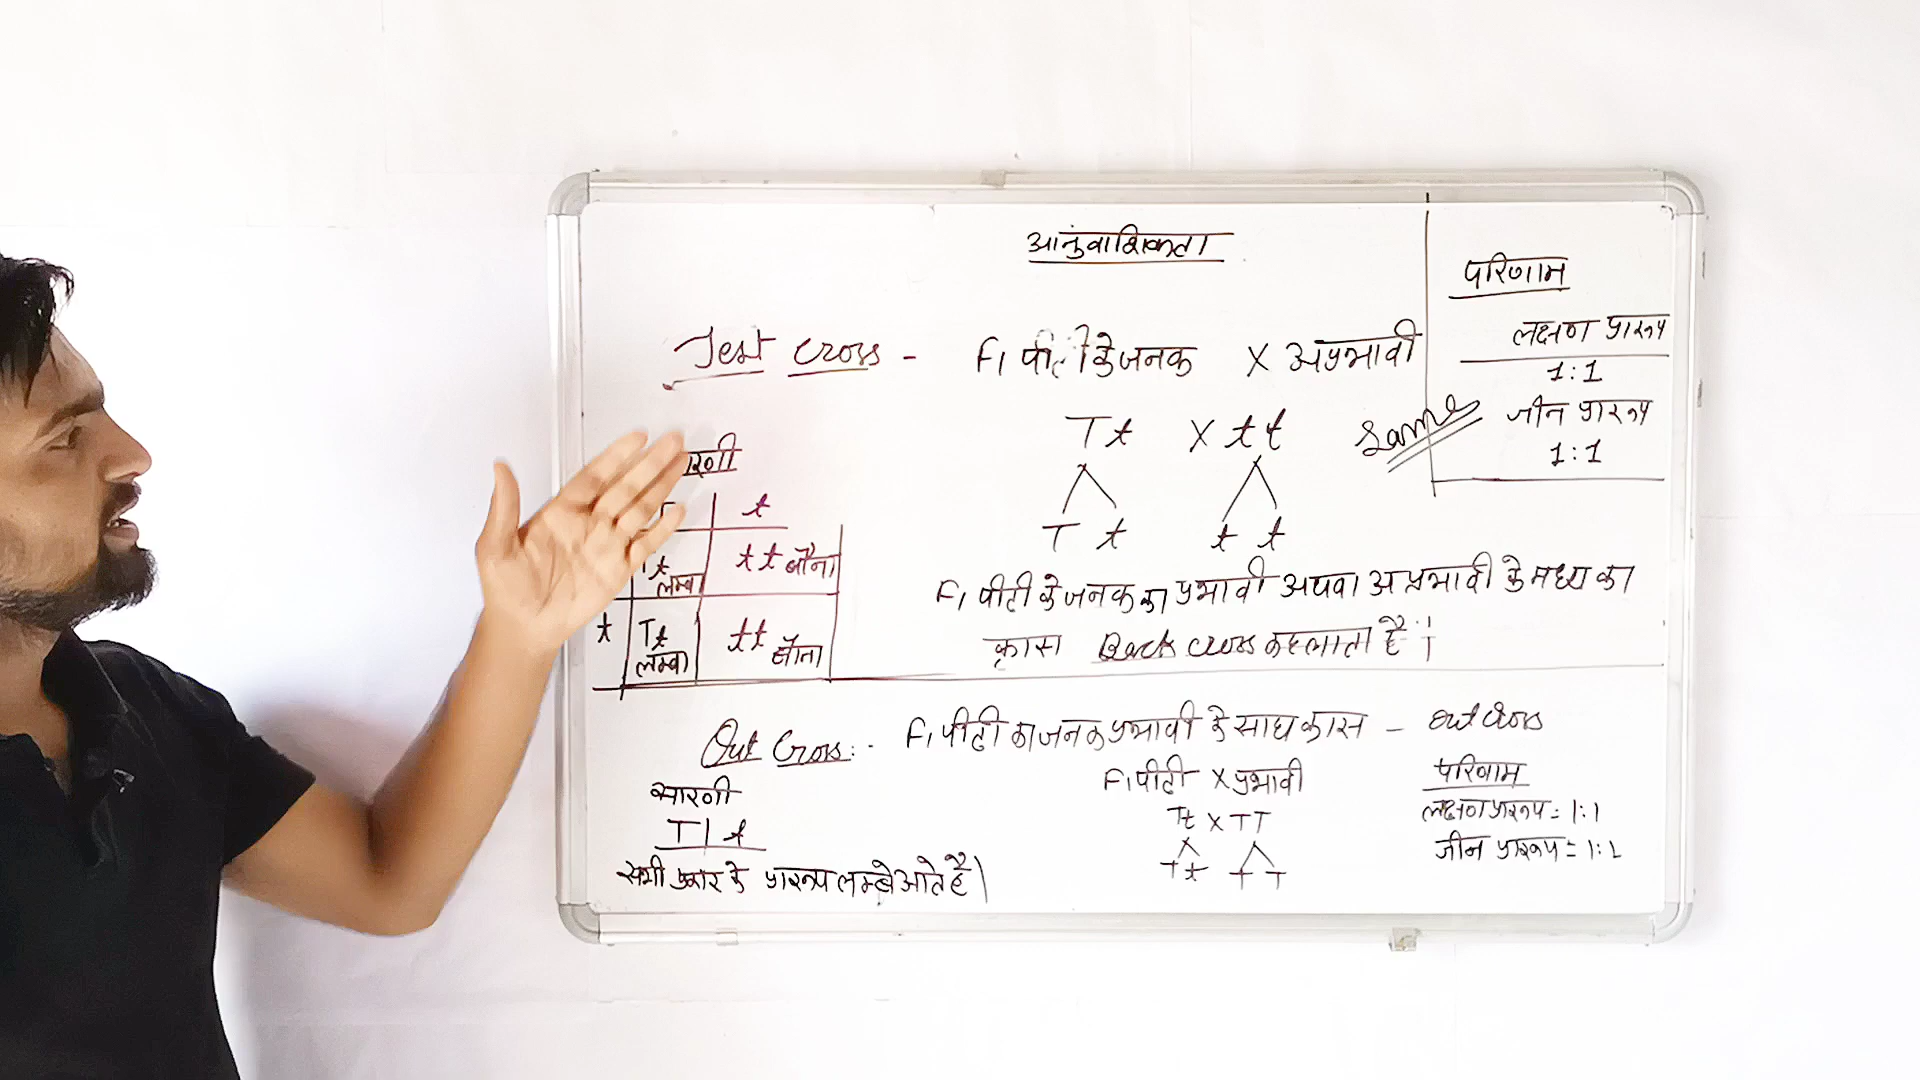 आनुवाशिकता
Test Cross - F1 पीढी के जनक X अप्रभावी
Tt X tt Same
T t t t
परिणाम
लक्षण प्रारूप
1:1
जीन प्रारूप
1:1
t
Tt लम्बा tt बौना
t Tt लम्बा tt बौना
F1 पीढी के जनक का प्रभावी अथवा अप्रभावी के मध्य का
क्रास Back cross कहलाता है।
Out Cross:- F1 पीढी का जनक प्रभावी के साथ क्रास - out cross
सारणी
T | t
सभी प्रकार के प्रारूप लम्बे आते है।
F1 पीढी X प्रभावी
Tt X TT
T t T T
परिणाम
लक्षण प्रारूप = 1:1
जीन प्रारूप = 1:1